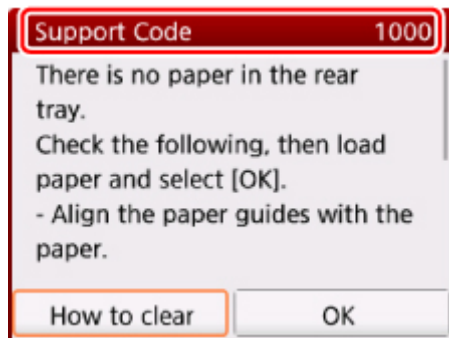 Support Code 1000
There is no paper in the rear
tray.
Check the following, then load
paper and select [OK].
- Align the paper guides with the
paper.
How to clear OK